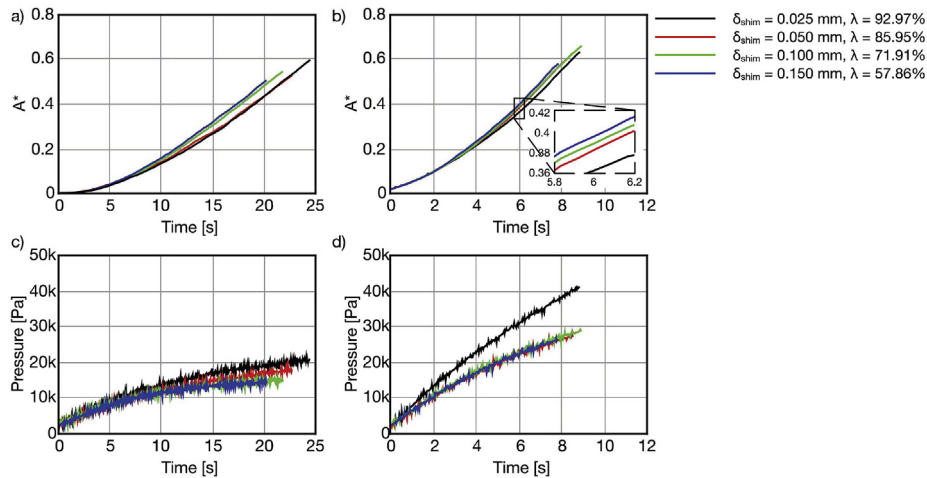 a)
0.8
0.6
0.4
0.2
0
A*
0 5 10 15 20 25
Time [s]
b)
0.8
0.6
0.4
0.2
0
A*
0.42
0.4
0.88
0.36
5.8 6 6.2
0 2 4 6 8 10 12
Time [s]
δshim = 0.025 mm, λ = 92.97%
δshim = 0.050 mm, λ = 85.95%
δshim = 0.100 mm, λ = 71.91%
δshim = 0.150 mm, λ = 57.86%
c)
50k
40k
30k
20k
10k
0
Pressure [Pa]
0 5 10 15 20 25
Time [s]
d)
50k
40k
30k
20k
10k
0
Pressure [Pa]
0 2 4 6 8 10 12
Time [s]